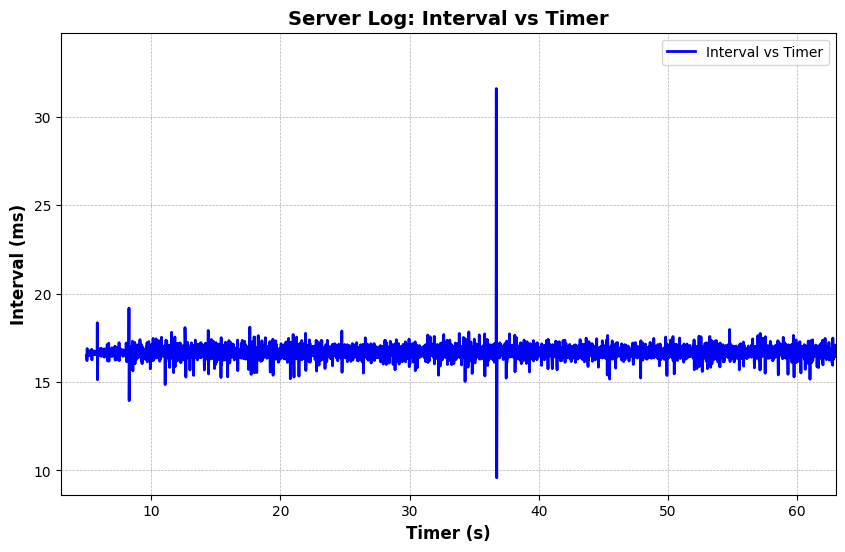 Server Log: Interval vs Timer
Interval vs Timer
Interval (ms)
30
25
20
15
10
10 20 30 40 50 60
Timer (s)